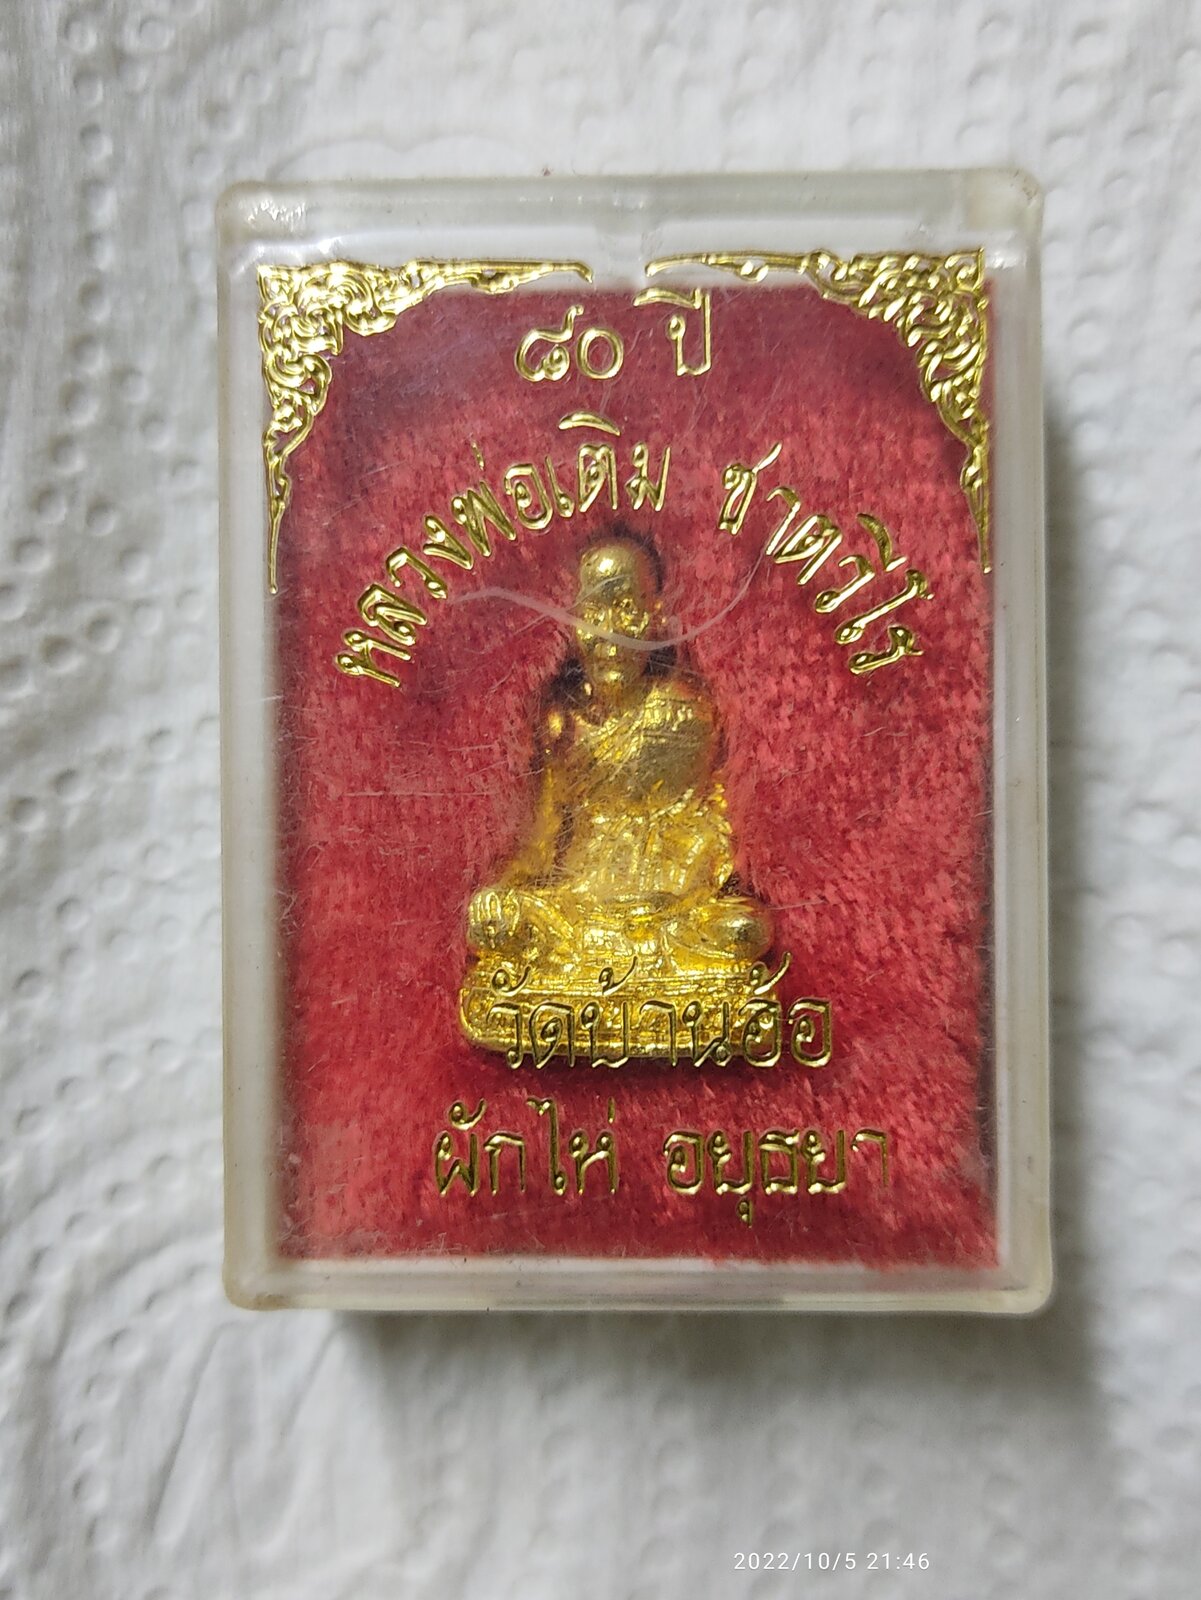 ๘๐ ปี
หลวงพ่อเติม ชาตวีโร
วัดบ้านอ้อ
ผักไห่ อยุธยา
2022/10/5 21:46